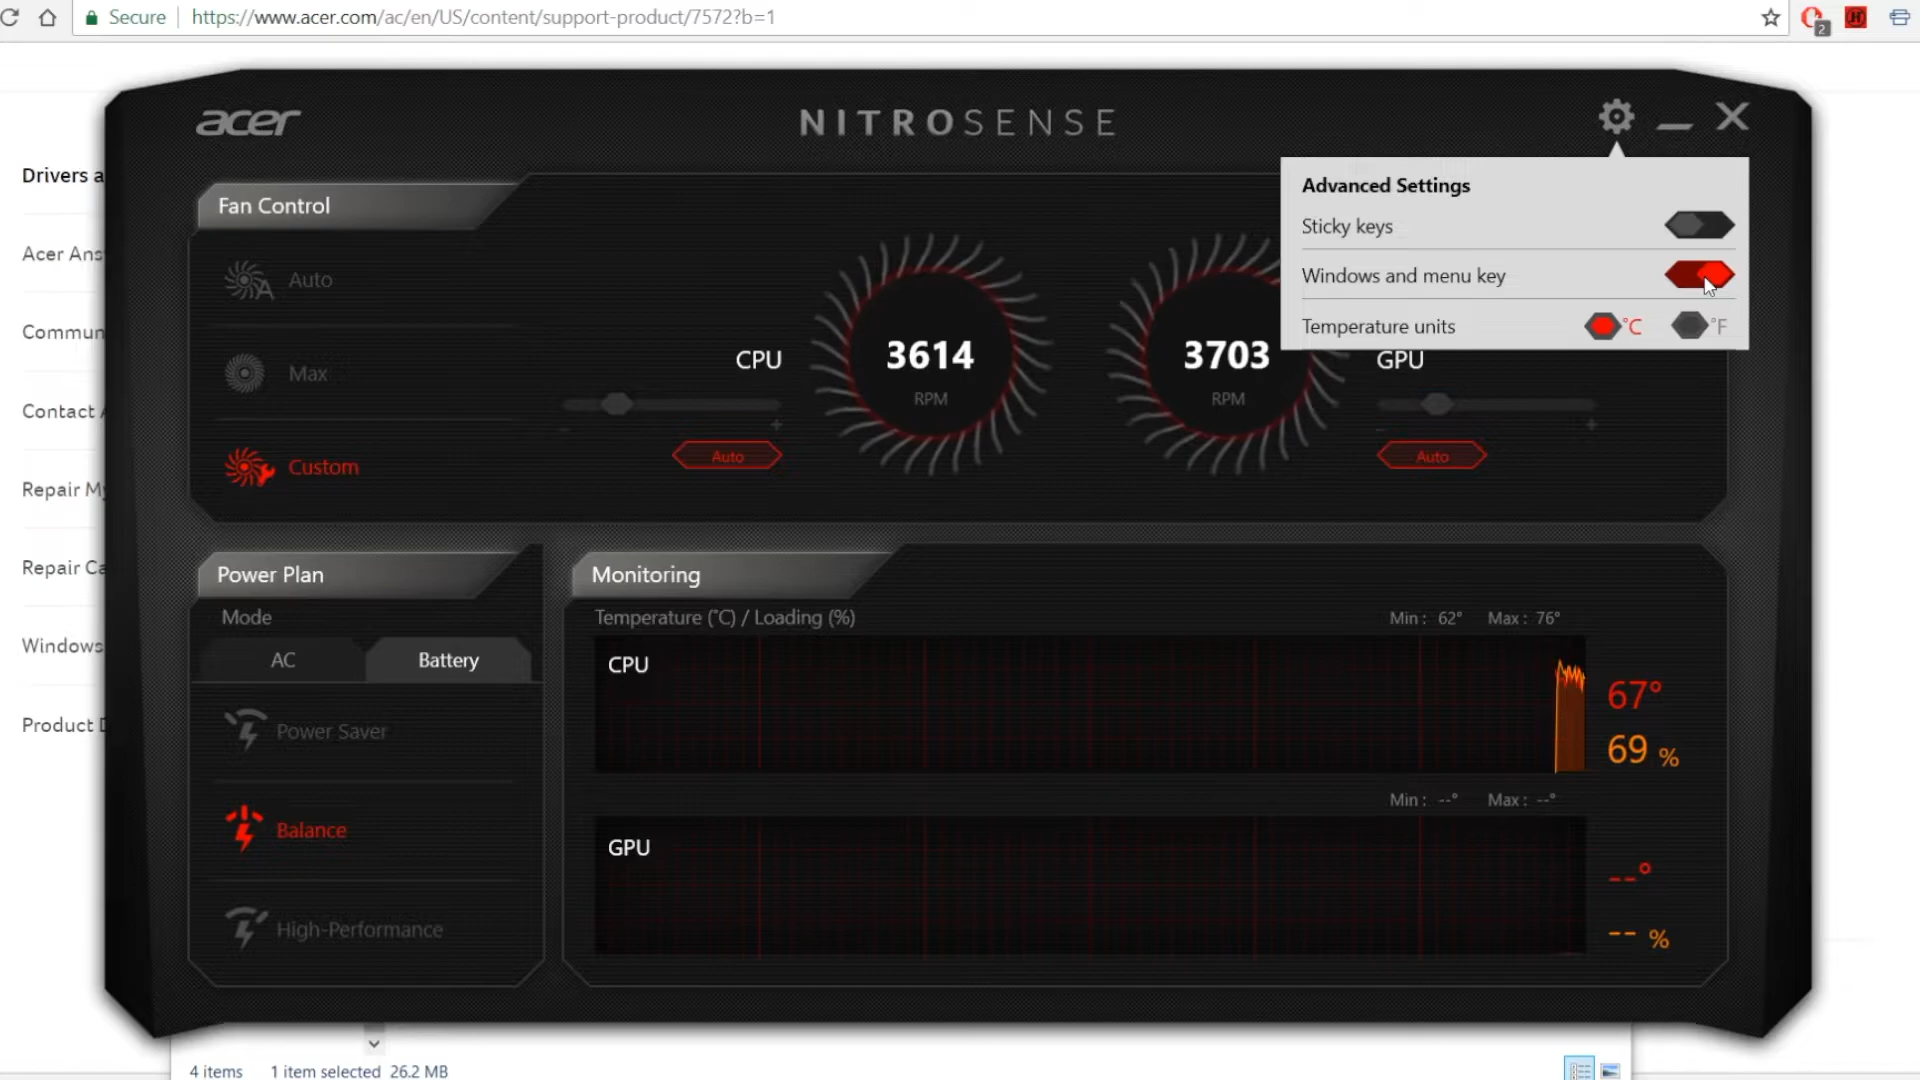 Secure https://www.acer.com/ac/en/US/content/support-product/7572?b=1
2
acer
NITROSENSE
Drivers a
Acer Ans
Commun
Contact A
Repair My
Repair Ca
Windows
Product D
Advanced Settings
Sticky keys
Windows and menu key
Temperature units °C °F
Fan Control
Auto
Max
Custom
CPU
- +
Auto
3614
RPM
3703
RPM
GPU
- +
Auto
Power Plan
Mode
AC Battery
Power Saver
Balance
High-Performance
Monitoring
Temperature (°C) / Loading (%)
Min : 62° Max : 76°
CPU
67°
69 %
Min : --° Max : --°
GPU
--°
-- %
4 items 1 item selected 26.2 MB